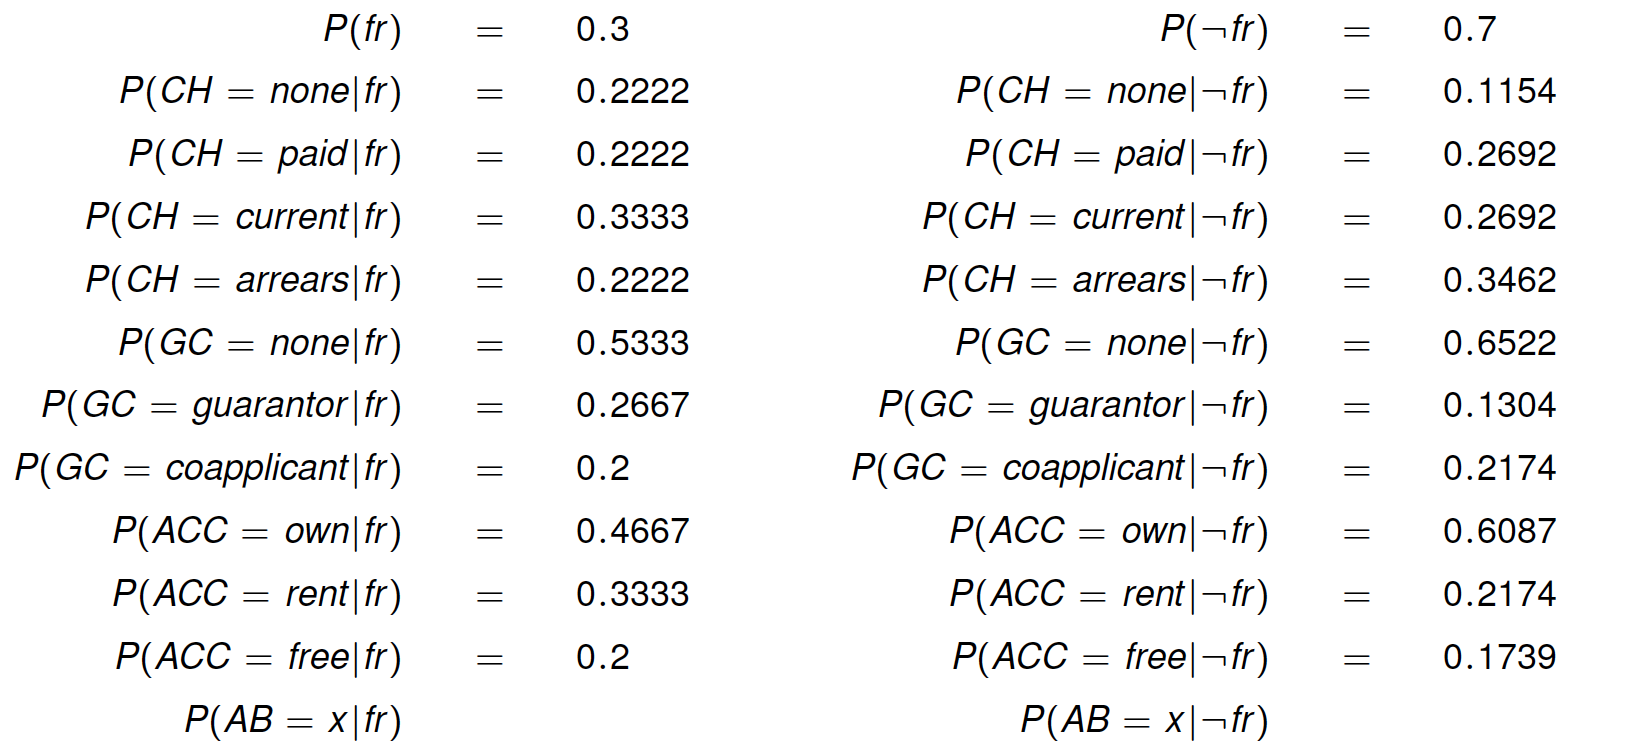 P(fr) = 0.3 P(¬fr) = 0.7
P(CH = none|fr) = 0.2222 P(CH = none|¬fr) = 0.1154
P(CH = paid|fr) = 0.2222 P(CH = paid|¬fr) = 0.2692
P(CH = current|fr) = 0.3333 P(CH = current|¬fr) = 0.2692
P(CH = arrears|fr) = 0.2222 P(CH = arrears|¬fr) = 0.3462
P(GC = none|fr) = 0.5333 P(GC = none|¬fr) = 0.6522
P(GC = guarantor|fr) = 0.2667 P(GC = guarantor|¬fr) = 0.1304
P(GC = coapplicant|fr) = 0.2 P(GC = coapplicant|¬fr) = 0.2174
P(ACC = own|fr) = 0.4667 P(ACC = own|¬fr) = 0.6087
P(ACC = rent|fr) = 0.3333 P(ACC = rent|¬fr) = 0.2174
P(ACC = free|fr) = 0.2 P(ACC = free|¬fr) = 0.1739
P(AB = x|fr) P(AB = x|¬fr)